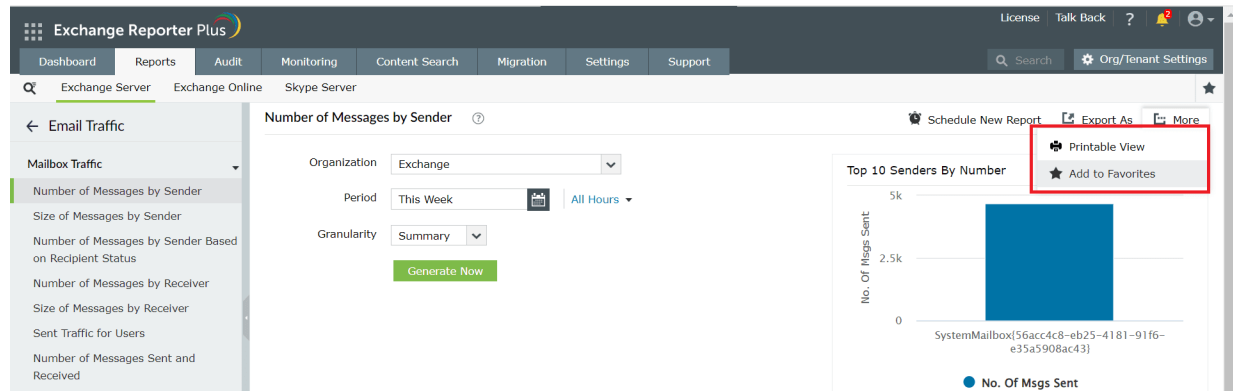 License Talk Back ? 2
Exchange Reporter Plus
Dashboard Reports Audit Monitoring Content Search Migration Settings Support Search Org/Tenant Settings
Exchange Server Exchange Online Skype Server
Email Traffic
Number of Messages by Sender ?
Schedule New Report Export As More
Printable View
Add to Favorites
Mailbox Traffic
Number of Messages by Sender
Size of Messages by Sender
Number of Messages by Sender Based
on Recipient Status
Number of Messages by Receiver
Size of Messages by Receiver
Sent Traffic for Users
Number of Messages Sent and
Received
Organization Exchange
Period This Week All Hours
Granularity Summary
Generate Now
Top 10 Senders By Number
No. Of Msgs Sent
5k
2.5k
0
SystemMailbox{56acc4c8-eb25-4181-91f6-
e35a5908ac43}
No. Of Msgs Sent